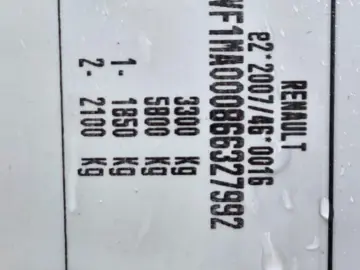 RENAULT
e2*2007/46*0016
VF1MA000866327992
3300 Kg
5800 Kg
1- 1850 Kg
2- 2100 Kg